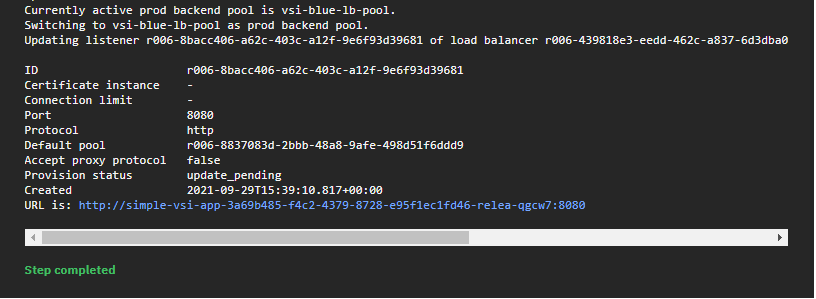 Currently active prod backend pool is vsi-blue-lb-pool.
Switching to vsi-blue-lb-pool as prod backend pool.
Updating listener r006-8bacc406-a62c-403c-a12f-9e6f93d39681 of load balancer r006-439818e3-eedd-462c-a837-6d3dba0
ID r006-8bacc406-a62c-403c-a12f-9e6f93d39681
Certificate instance -
Connection limit -
Port 8080
Protocol http
Default pool r006-8837083d-2bbb-48a8-9afe-498d51f6ddd9
Accept proxy protocol false
Provision status update_pending
Created 2021-09-29T15:39:10.817+00:00
URL is: http://simple-vsi-app-3a69b485-f4c2-4379-8728-e95f1ec1fd46-relea-qgcw7:8080
Step completed